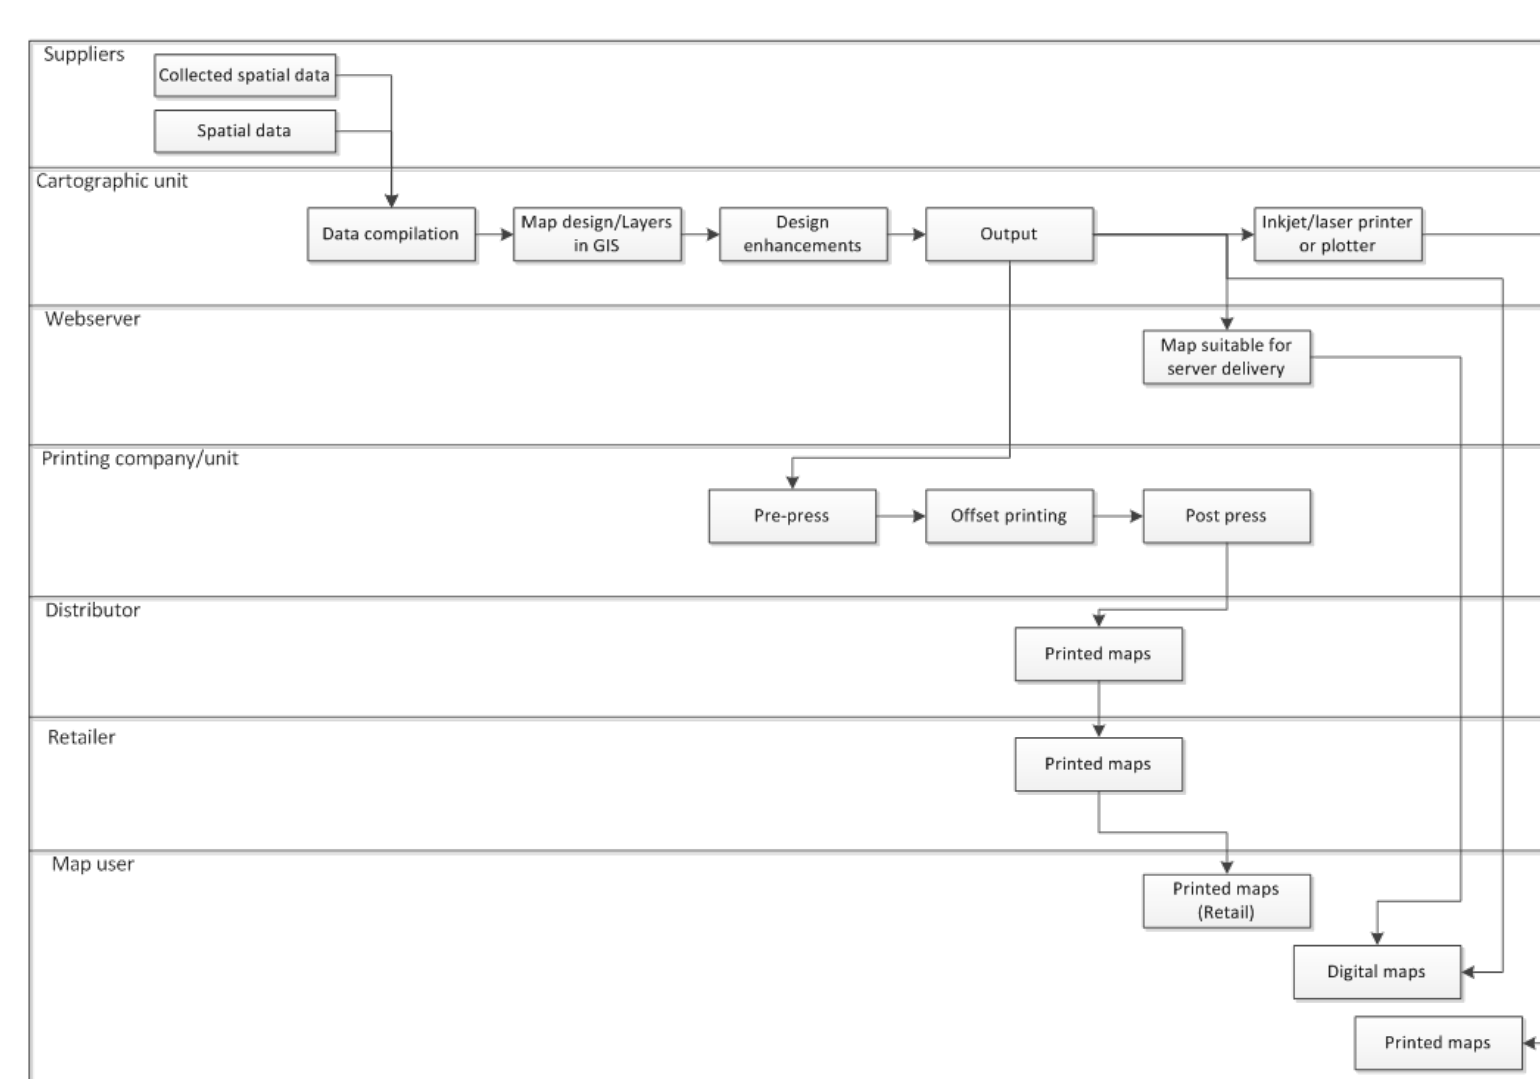 Suppliers
Collected spatial data
Spatial data
Cartographic unit
Data compilation
Map design/Layers
in GIS
Design
enhancements
Output
Inkjet/laser printer
or plotter
Webserver
Map suitable for
server delivery
Printing company/unit
Pre-press
Offset printing
Post press
Distributor
Printed maps
Retailer
Printed maps
Map user
Printed maps
(Retail)
Digital maps
Printed maps